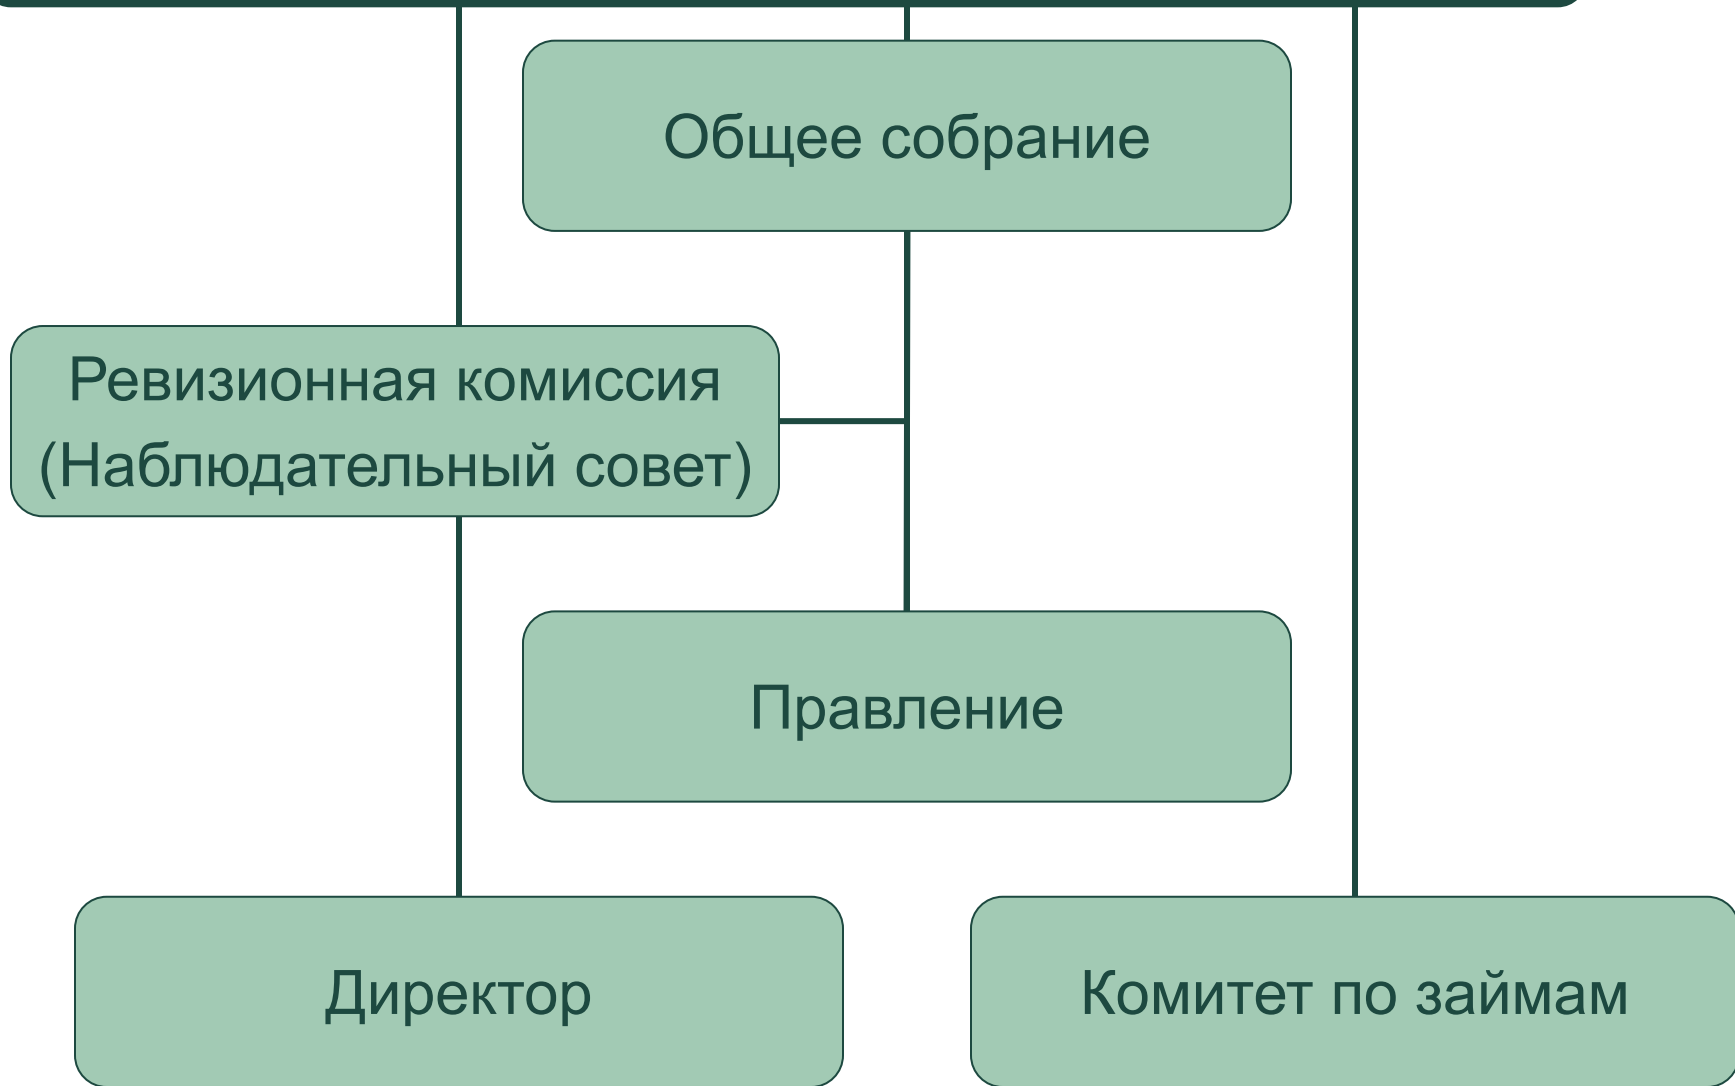 Общее собрание
Ревизионная комиссия
(Наблюдательный совет)
Правление
Директор
Комитет по займам